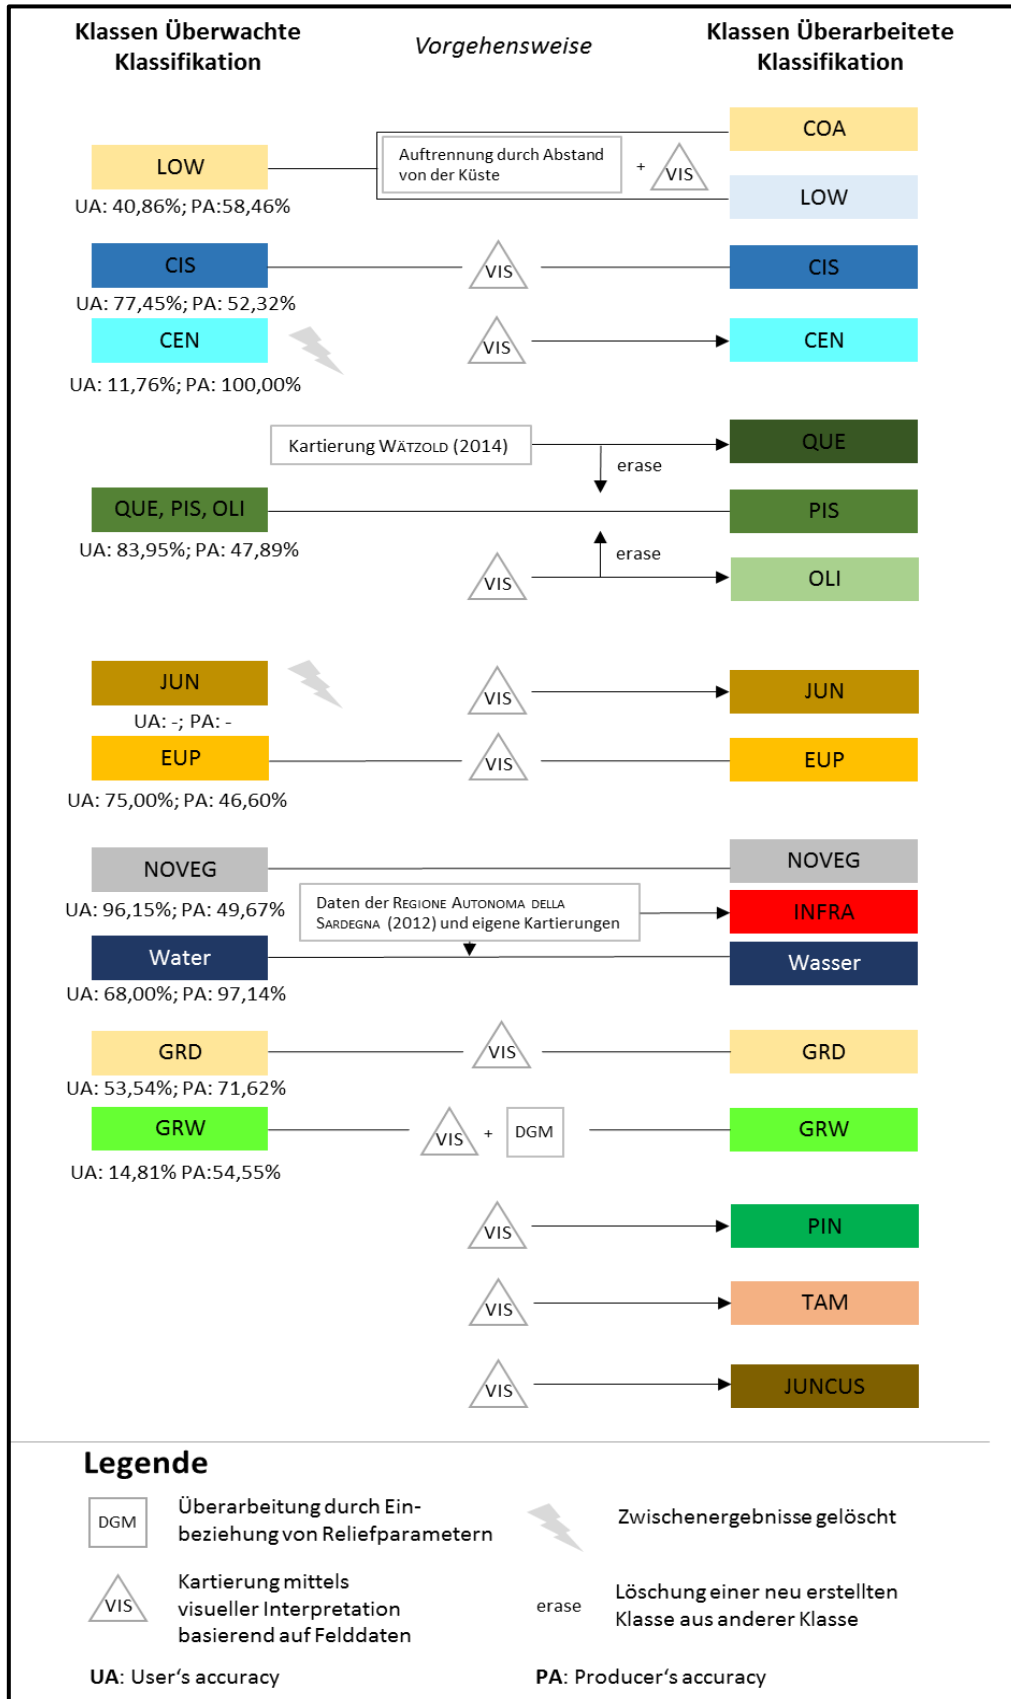 Klassen Überwachte
Klassifikation
Vorgehensweise
Klassen Überarbeitete
Klassifikation
COA
LOW
Auftrennung durch Abstand
von der Küste
+
VIS
UA: 40,86%; PA:58,46%
LOW
CIS
VIS
CIS
UA: 77,45%; PA: 52,32%
CEN
VIS
CEN
UA: 11,76%; PA: 100,00%
Kartierung WÄTZOLD (2014)
QUE
erase
QUE, PIS, OLI
PIS
UA: 83,95%; PA: 47,89%
erase
VIS
OLI
JUN
VIS
JUN
UA: -; PA: -
EUP
VIS
EUP
UA: 75,00%; PA: 46,60%
NOVEG
NOVEG
UA: 96,15%; PA: 49,67%
Daten der REGIONE AUTONOMA DELLA
SARDEGNA (2012) und eigene Kartierungen
INFRA
Water
Wasser
UA: 68,00%; PA: 97,14%
GRD
VIS
GRD
UA: 53,54%; PA: 71,62%
GRW
VIS
+
DGM
GRW
UA: 14,81% PA:54,55%
VIS
PIN
VIS
TAM
VIS
JUNCUS
Legende
DGM
Überarbeitung durch Ein-
beziehung von Reliefparametern
Zwischenergebnisse gelöscht
VIS
Kartierung mittels
visueller Interpretation
basierend auf Felddaten
erase
Löschung einer neu erstellten
Klasse aus anderer Klasse
UA: User‘s accuracy
PA: Producer‘s accuracy